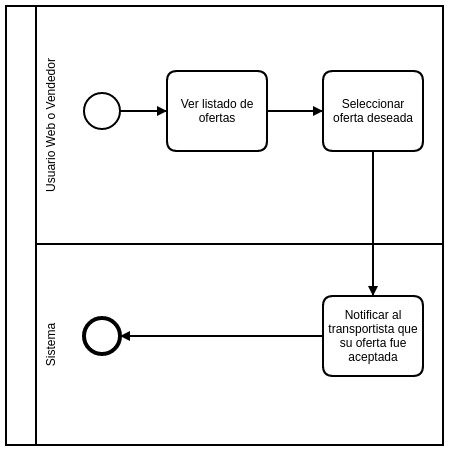 Usuario Web o Vendedor
Ver listado de
ofertas
Seleccionar
oferta deseada
Sistema
Notificar al
transportista que
su oferta fue
aceptada